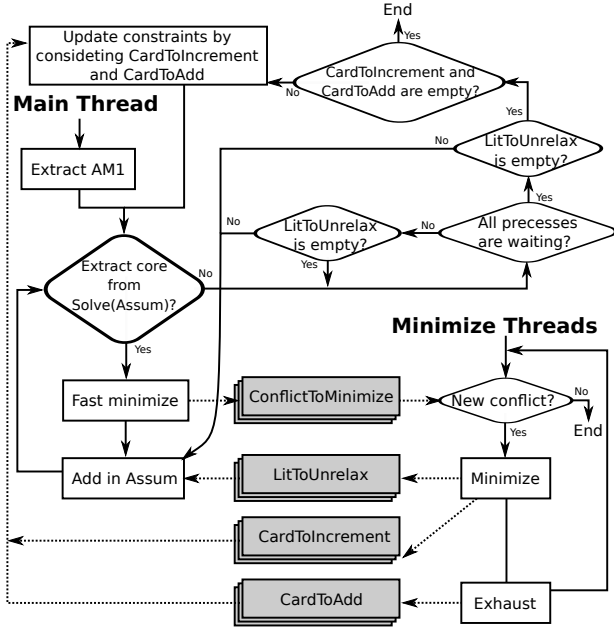 End
Yes
Update constraints by
consideting CardToIncrement
and CardToAdd
CardToIncrement and
CardToAdd are empty?
No
Yes
Main Thread
No
LitToUnrelax
is empty?
Extract AM1
Yes
No
LitToUnrelax
is empty?
No
All precesses
are waiting?
Yes
Extract core
from
Solve(Assum)?
No
Yes
Minimize Threads
Fast minimize
ConflictToMinimize
New conflict?
No
End
Yes
Add in Assum
LitToUnrelax
Minimize
CardToIncrement
CardToAdd
Exhaust